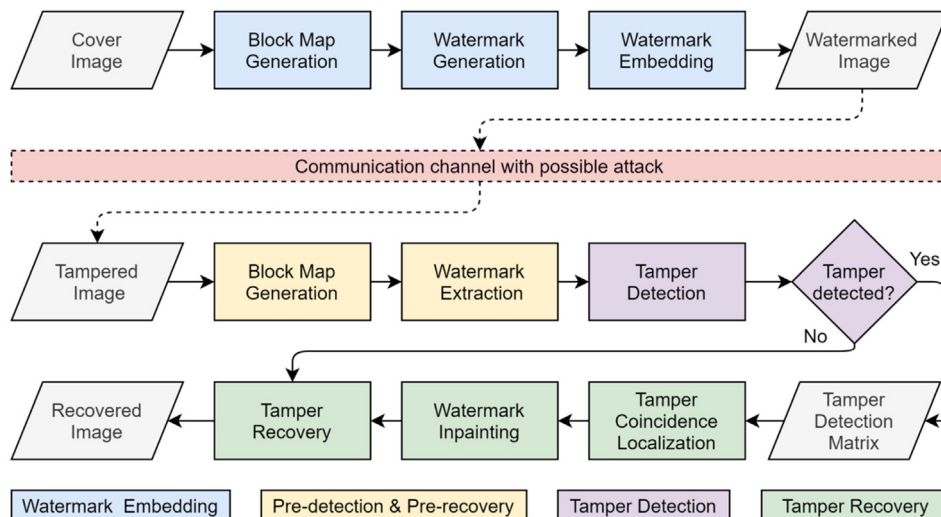 Cover
Image
Block Map
Generation
Watermark
Generation
Watermark
Embedding
Watermarked
Image
Communication channel with possible attack
Tampered
Image
Block Map
Generation
Watermark
Extraction
Tamper
Detection
Tamper
detected?
Yes
No
Recovered
Image
Tamper
Recovery
Watermark
Inpainting
Tamper
Coincidence
Localization
Tamper
Detection
Matrix
Watermark Embedding
Pre-detection & Pre-recovery
Tamper Detection
Tamper Recovery